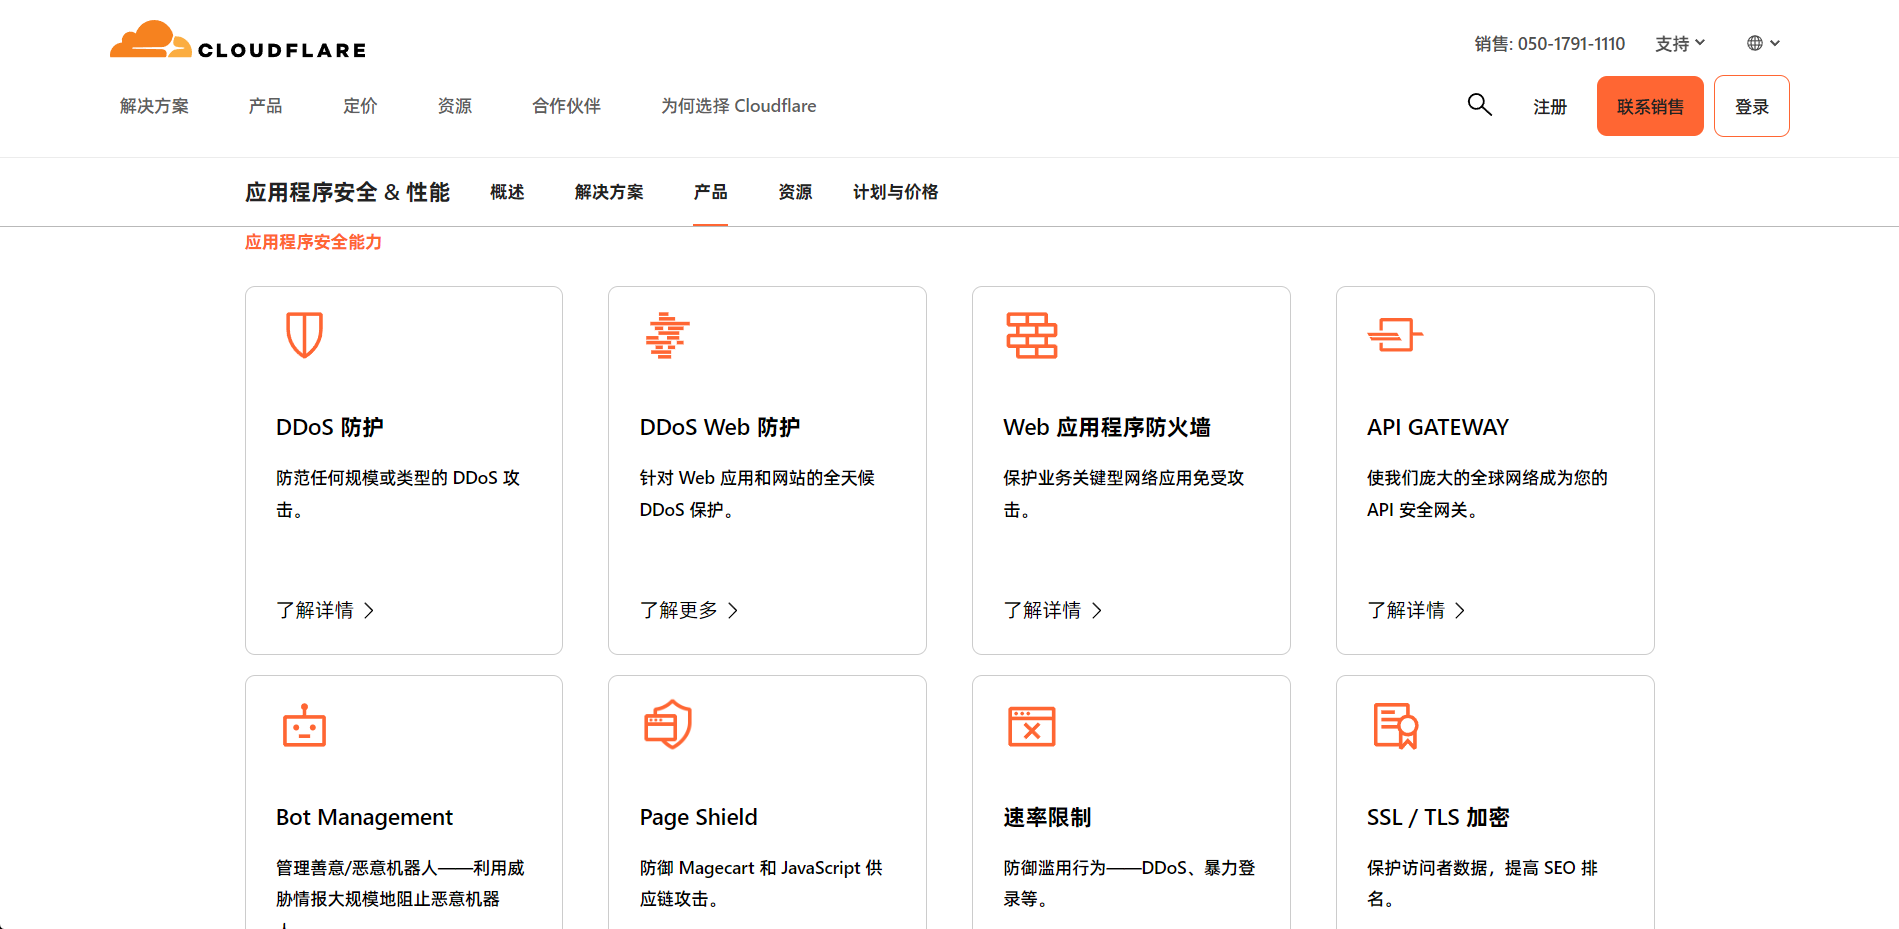 CLOUDFLARE
销售: 050-1791-1110
支持
解决方案
产品
定价
资源
合作伙伴
为何选择 Cloudflare
注册
联系销售
登录
应用程序安全 & 性能
概述
解决方案
产品
资源
计划与价格
应用程序安全能力
DDoS 防护
防范任何规模或类型的 DDoS 攻
击。
了解详情
DDoS Web 防护
针对 Web 应用和网站的全天候
DDoS 保护。
了解更多
Web 应用程序防火墙
保护业务关键型网络应用免受攻
击。
了解详情
API GATEWAY
使我们庞大的全球网络成为您的
API 安全网关。
了解详情
Bot Management
管理善意/恶意机器人——利用威
胁情报大规模地阻止恶意机器
Page Shield
防御 Magecart 和 JavaScript 供
应链攻击。
速率限制
防御滥用行为——DDoS、暴力登
录等。
SSL / TLS 加密
保护访问者数据，提高 SEO 排
名。